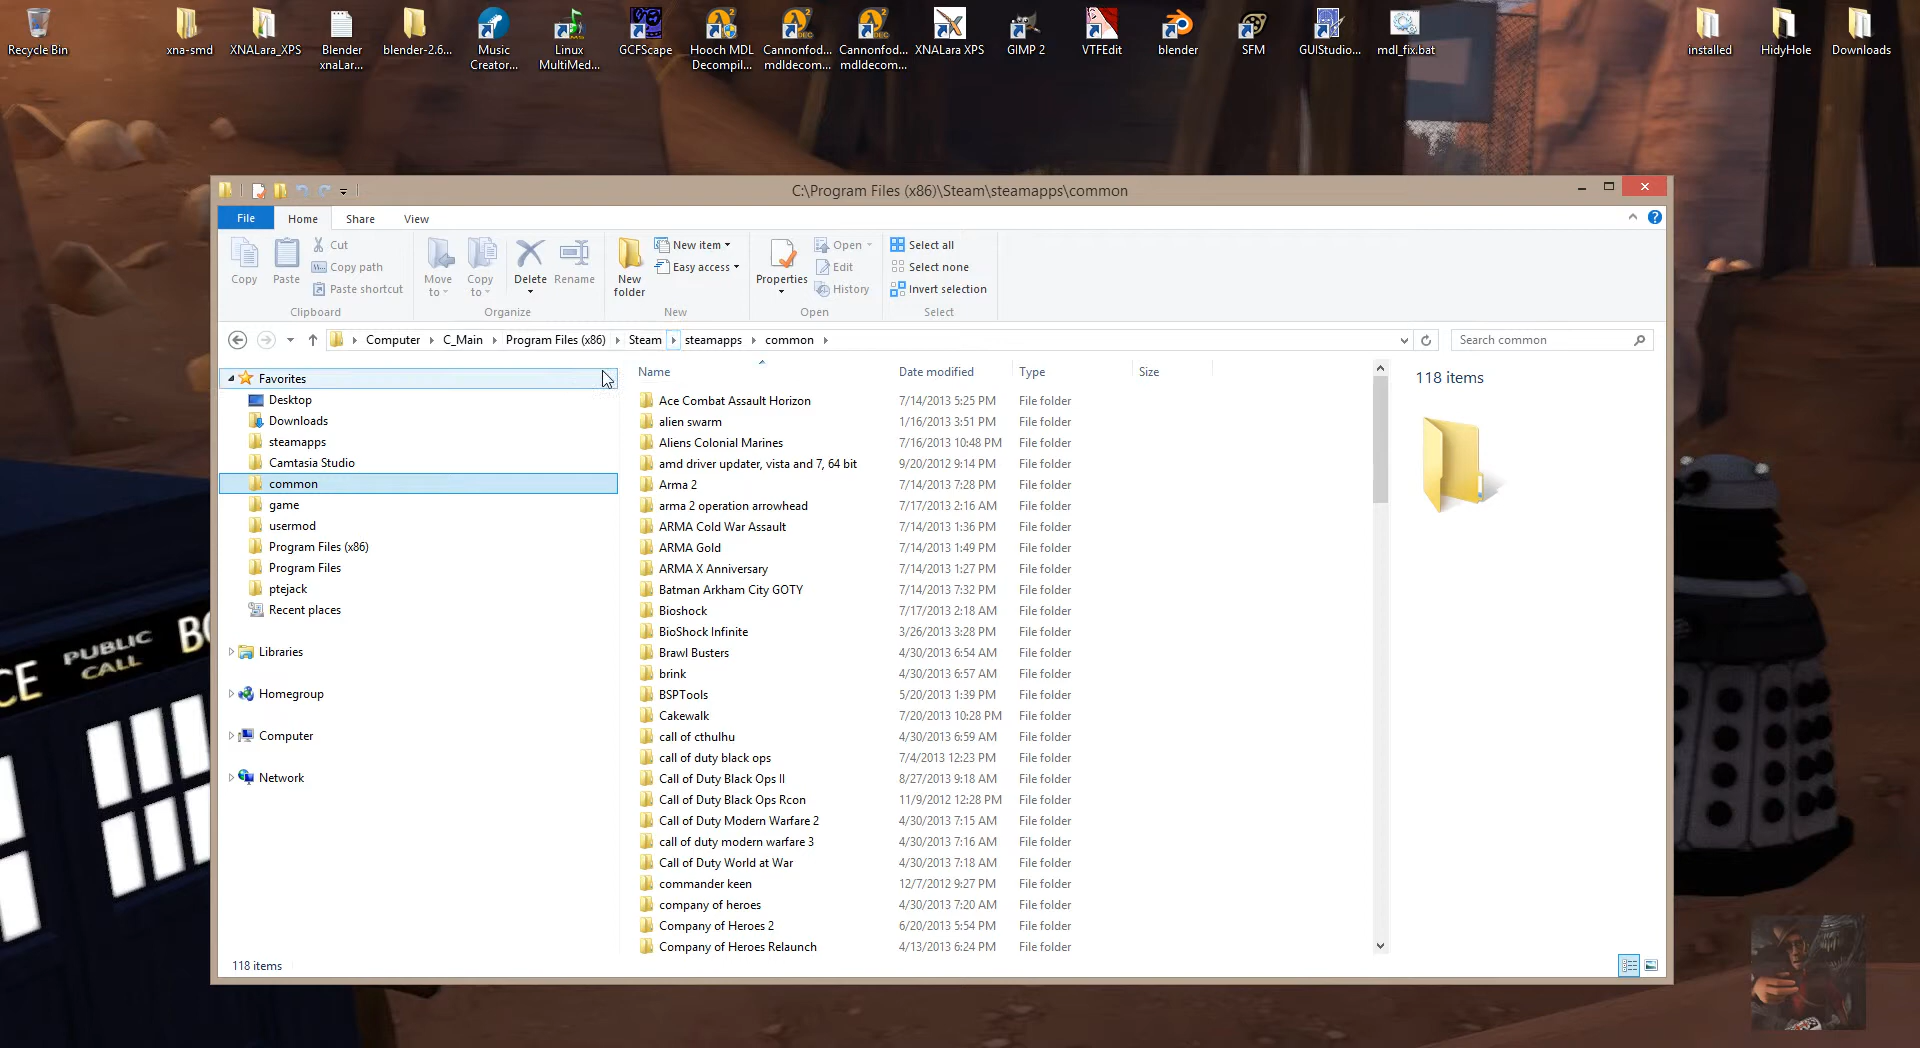 Recycle Bin
xna-smd
XNALara_XPS
Blender xnaLar...
blender-2.6...
Music Creator...
Linux MultiMed...
GCFScape
Hooch MDL Decompil...
Cannonfod... mdldecom...
Cannonfod... mdldecom...
XNALara XPS
GIMP 2
VTFEdit
blender
SFM
GUIStudio...
mdl_fix.bat
installed
HidyHole
Downloads
C:\Program Files (x86)\Steam\steamapps\common
File Home Share View
Copy
Paste
Cut
Copy path
Paste shortcut
Clipboard
Move to
Copy to
Delete
Rename
Organize
New folder
New item
Easy access
New
Properties
Open
Edit
History
Open
Select all
Select none
Invert selection
Select
Computer C_Main Program Files (x86) Steam steamapps common
Search common
Favorites
Desktop
Downloads
steamapps
Camtasia Studio
common
game
usermod
Program Files (x86)
Program Files
ptejack
Recent places
Libraries
Homegroup
Computer
Network
Name Date modified Type Size
Ace Combat Assault Horizon 7/14/2013 5:25 PM File folder
alien swarm 1/16/2013 3:51 PM File folder
Aliens Colonial Marines 7/16/2013 10:48 PM File folder
amd driver updater, vista and 7, 64 bit 9/20/2012 9:14 PM File folder
Arma 2 7/14/2013 7:28 PM File folder
arma 2 operation arrowhead 7/17/2013 2:16 AM File folder
ARMA Cold War Assault 7/14/2013 1:36 PM File folder
ARMA Gold 7/14/2013 1:49 PM File folder
ARMA X Anniversary 7/14/2013 1:27 PM File folder
Batman Arkham City GOTY 7/14/2013 7:32 PM File folder
Bioshock 7/17/2013 2:18 AM File folder
BioShock Infinite 3/26/2013 3:28 PM File folder
Brawl Busters 4/30/2013 6:54 AM File folder
brink 4/30/2013 6:57 AM File folder
BSPTools 5/20/2013 1:39 PM File folder
Cakewalk 7/20/2013 10:28 PM File folder
call of cthulhu 4/30/2013 6:59 AM File folder
call of duty black ops 7/4/2013 12:23 PM File folder
Call of Duty Black Ops II 8/27/2013 9:18 AM File folder
Call of Duty Black Ops Rcon 11/9/2012 12:28 PM File folder
Call of Duty Modern Warfare 2 4/30/2013 7:15 AM File folder
call of duty modern warfare 3 4/30/2013 7:16 AM File folder
Call of Duty World at War 4/30/2013 7:18 AM File folder
commander keen 12/7/2012 9:27 PM File folder
company of heroes 4/30/2013 7:20 AM File folder
Company of Heroes 2 6/20/2013 5:54 PM File folder
Company of Heroes Relaunch 4/13/2013 6:24 PM File folder
118 items
118 items
CE PUBLIC CALL BO